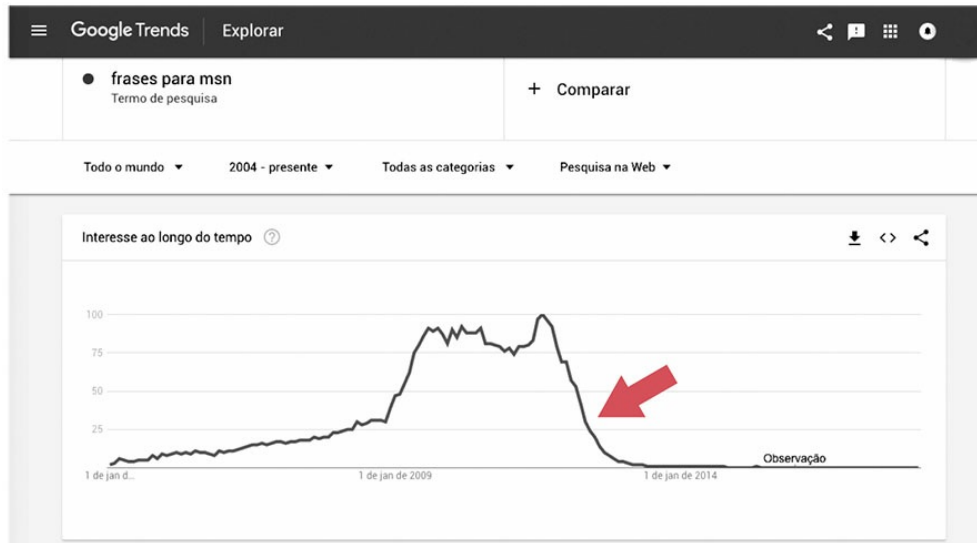 Google Trends Explorar
frases para msn
Termo de pesquisa
+ Comparar
Todo o mundo 2004 - presente Todas as categorias Pesquisa na Web
Interesse ao longo do tempo ?
100
75
50
25
Observação
1 de jan d... 1 de jan de 2009 1 de jan de 2014